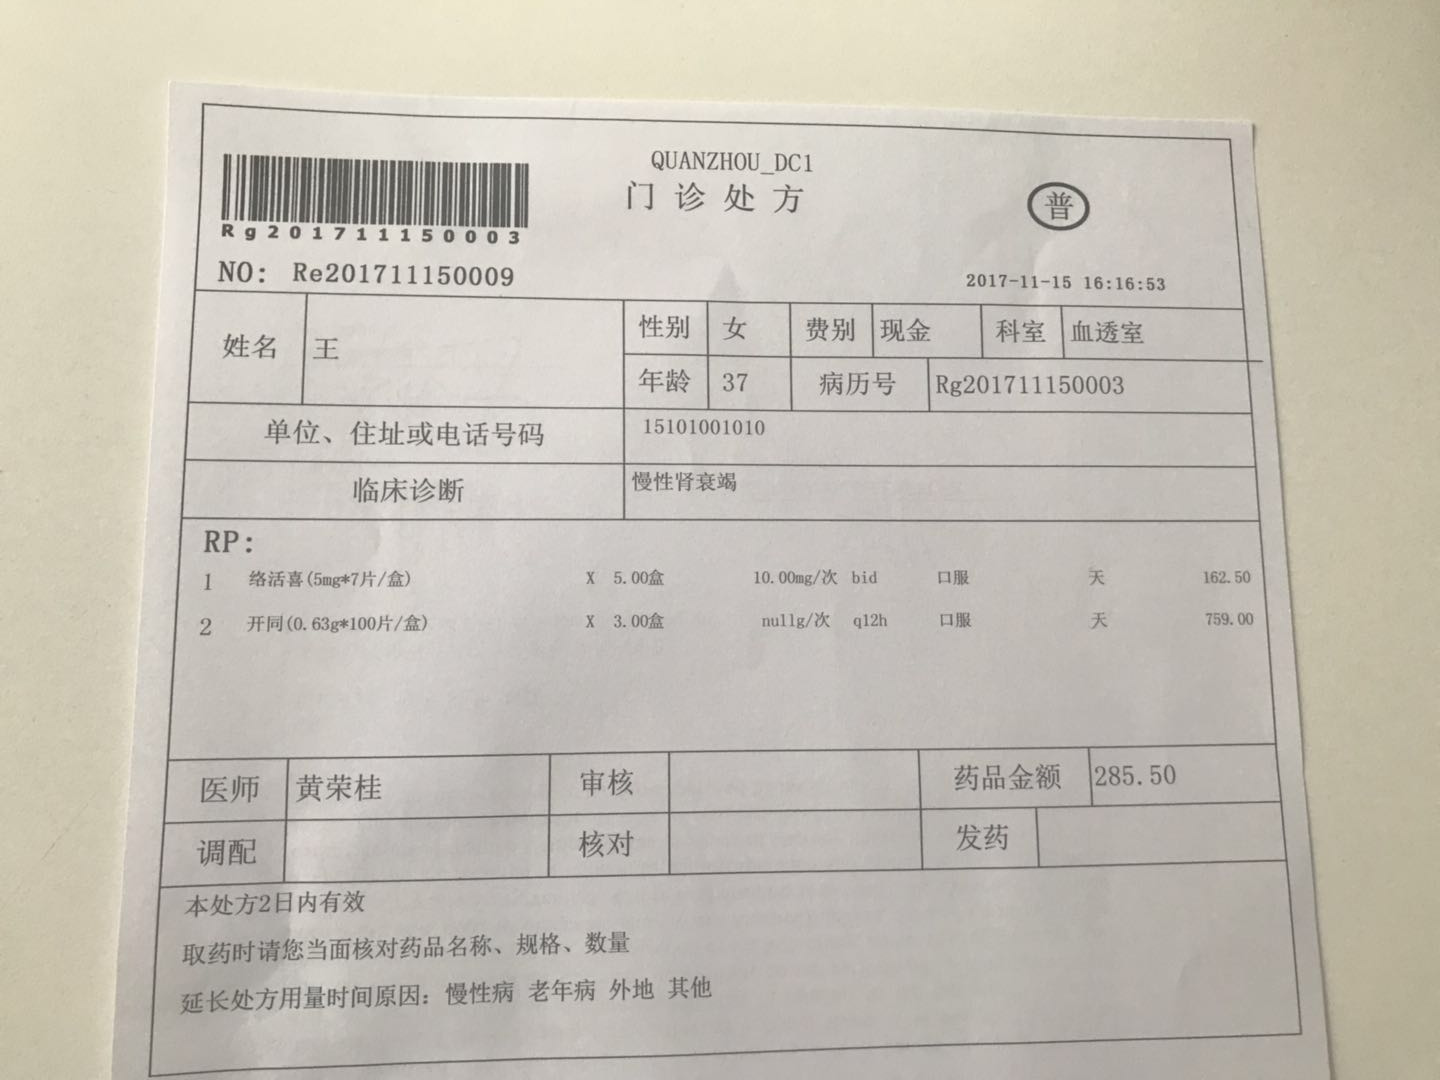 QUANZHOU_DC1
门诊处方
普
Rg201711150003
NO: Re201711150009
2017-11-15 16:16:53
姓名 王 性别 女 费别 现金 科室 血透室
年龄 37 病历号 Rg201711150003
单位、住址或电话号码 15101001010
临床诊断 慢性肾衰竭
RP:
1 络活喜(5mg*7片/盒) X 5.00盒 10.00mg/次 bid 口服 天 162.50
2 开同(0.63g*100片/盒) X 3.00盒 nullg/次 q12h 口服 天 759.00
医师 黄荣桂 审核 药品金额 285.50
调配 核对 发药
本处方2日内有效
取药时请您当面核对药品名称、规格、数量
延长处方用量时间原因: 慢性病 老年病 外地 其他